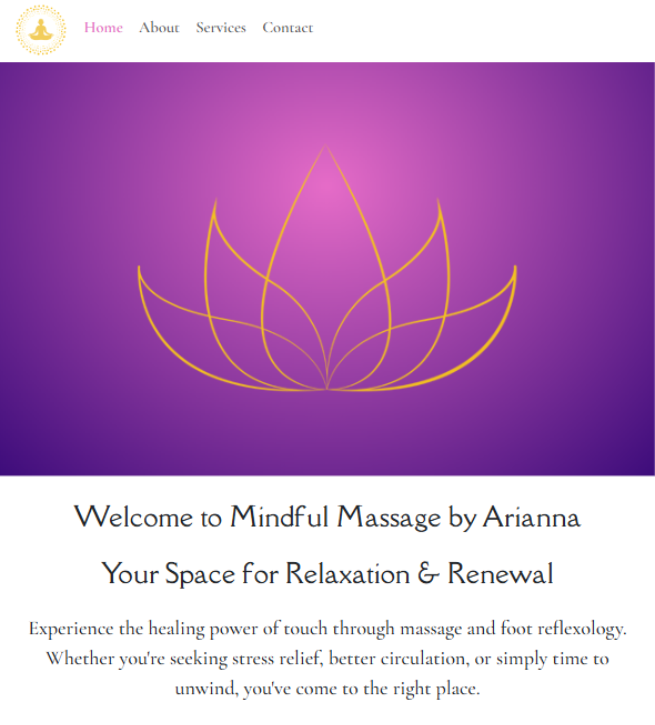 Home About Services Contact
Welcome to Mindful Massage by Arianna
Your Space for Relaxation & Renewal
Experience the healing power of touch through massage and foot reflexology.
Whether you're seeking stress relief, better circulation, or simply time to
unwind, you've come to the right place.